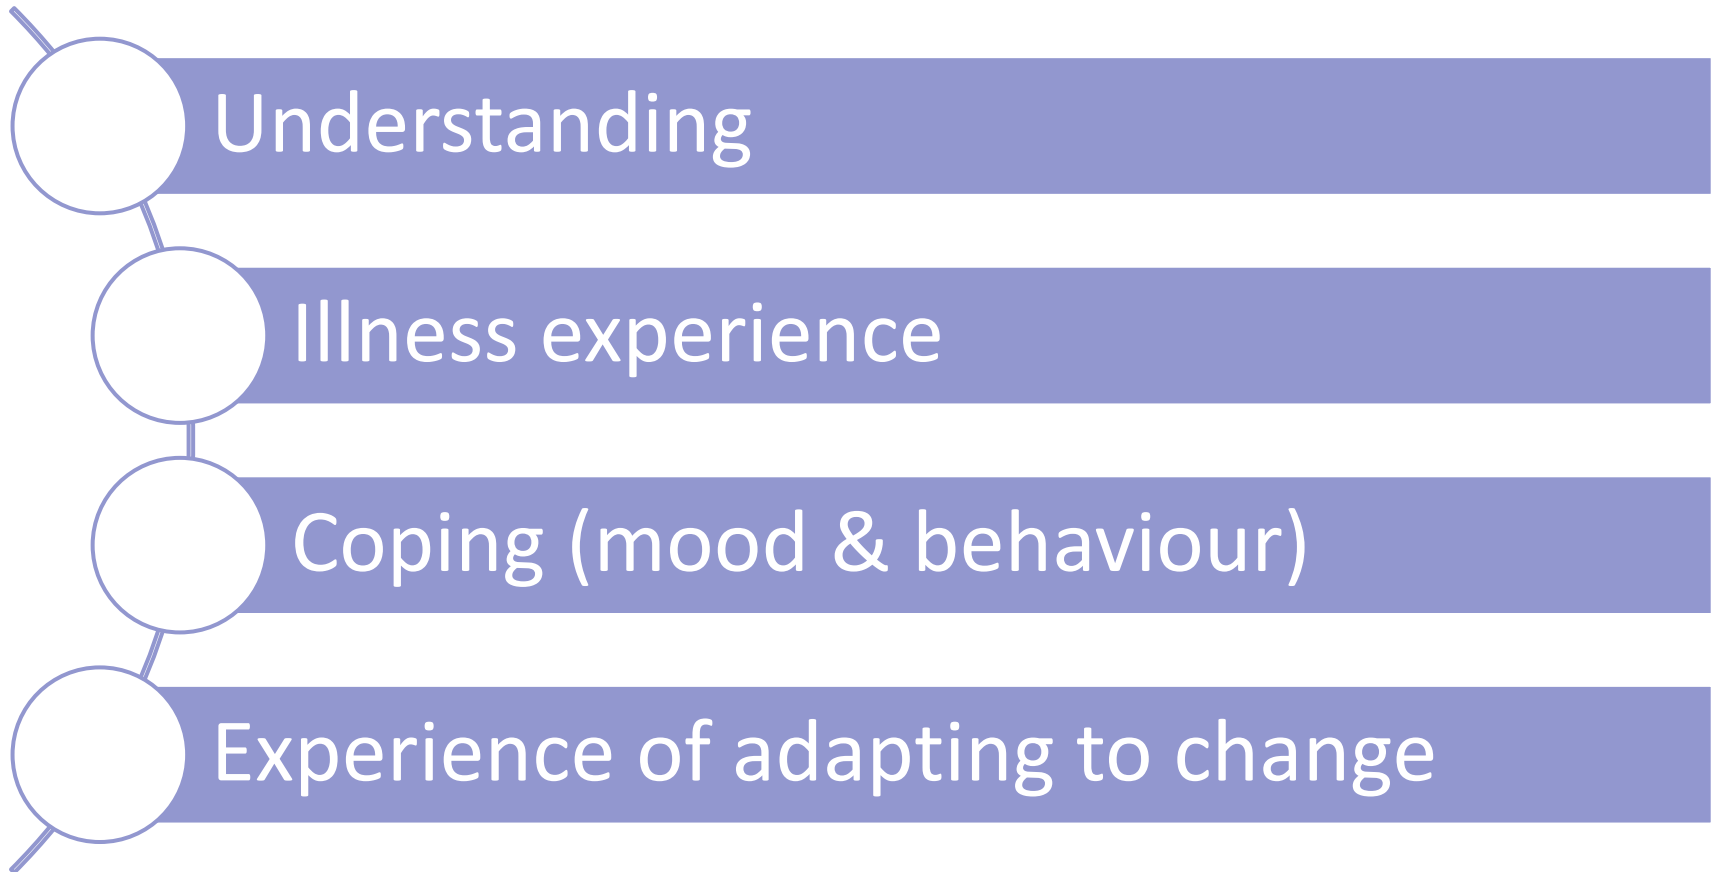 Understanding
Illness experience
Coping (mood & behaviour)
Experience of adapting to change